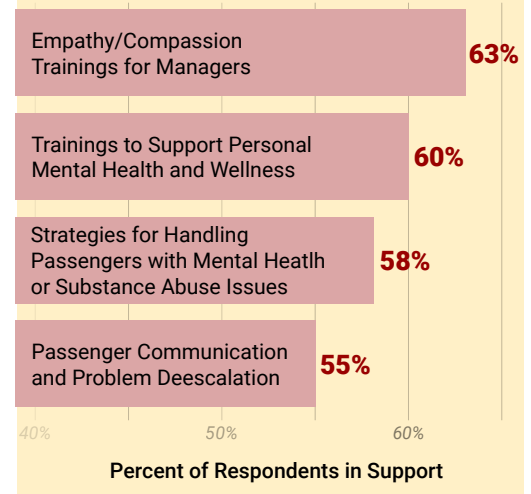 Empathy/Compassion
Trainings for Managers
63%
Trainings to Support Personal
Mental Health and Wellness
60%
Strategies for Handling
Passengers with Mental Heatlh
or Substance Abuse Issues
58%
Passenger Communication
and Problem Deescalation
55%
40%
50%
60%
Percent of Respondents in Support